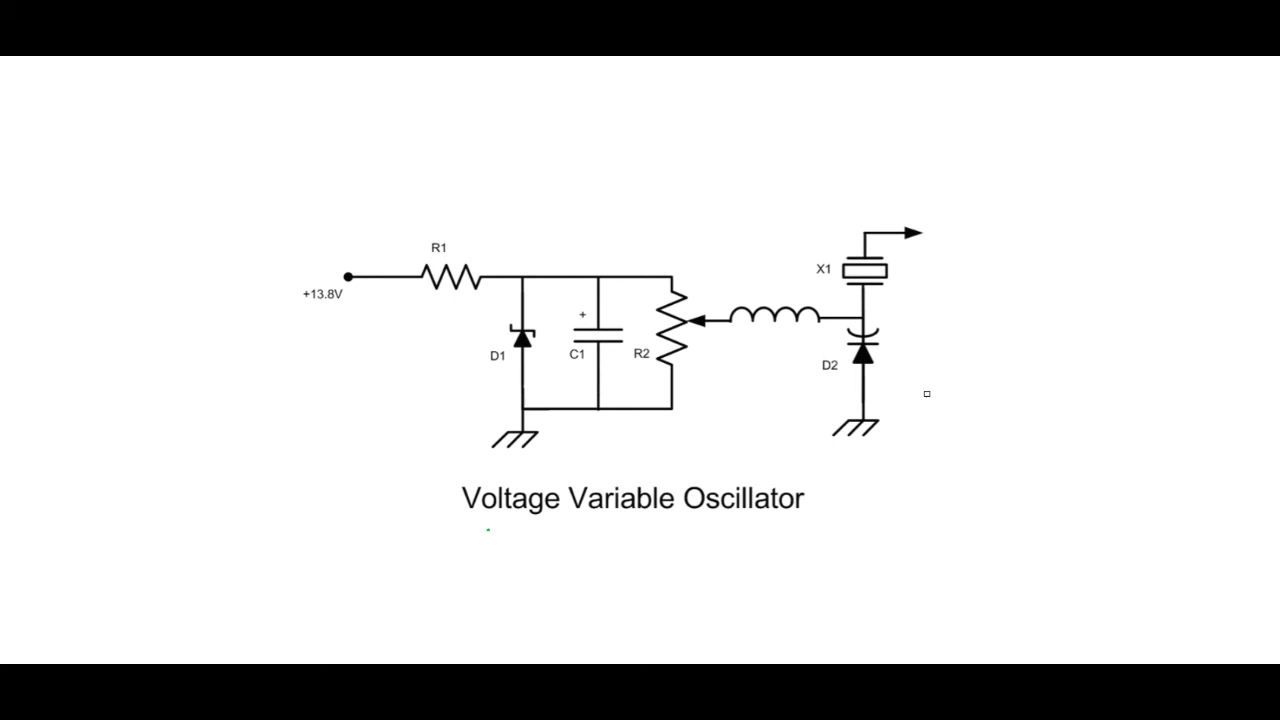 R1
+13.8V
X1
+
D1
C1
R2
D2
Voltage Variable Oscillator